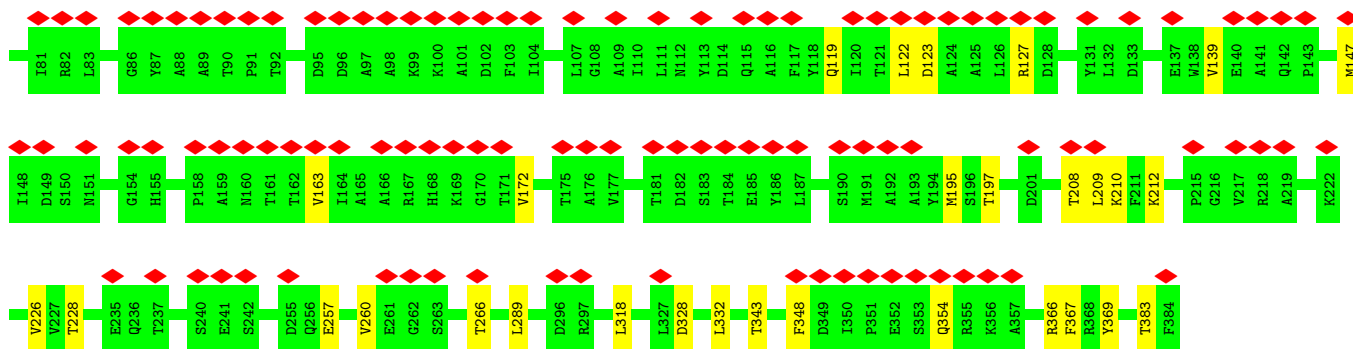 I81 R82 L83 G86 Y87 A88 A89 T90 P91 T92 D95 D96 A97 A98 K99 K100 A101 D102 F103 I104 L107 G108 A109 I110 L111 N112 Y113 D114 Q115 A116 F117 Y118 Q119 I120 T121 L122 D123 A124 A125 L126 R127 D128 Y131 L132 D133 E137 W138 V139 E140 A141 Q142 P143 M147
I148 D149 S150 N151 G154 H155 P158 A159 N160 T161 T162 V163 I164 A165 A166 R167 H168 K169 G170 T171 V172 T175 A176 V177 T181 D182 S183 T184 E185 Y186 L187 S190 M191 A192 A193 Y194 M195 S196 T197 D201 T208 L209 K210 F211 K212 P215 G216 V217 R218 A219 K222
V226 V227 T228 E235 Q236 T237 S240 E241 S242 D255 Q256 E257 V260 E261 G262 S263 T266 L289 D296 R297 L318 L327 D328 L332 T343 F348 D349 I350 P351 E352 S353 Q354 R355 K356 A357 R366 F367 R368 Y369 T383 F384